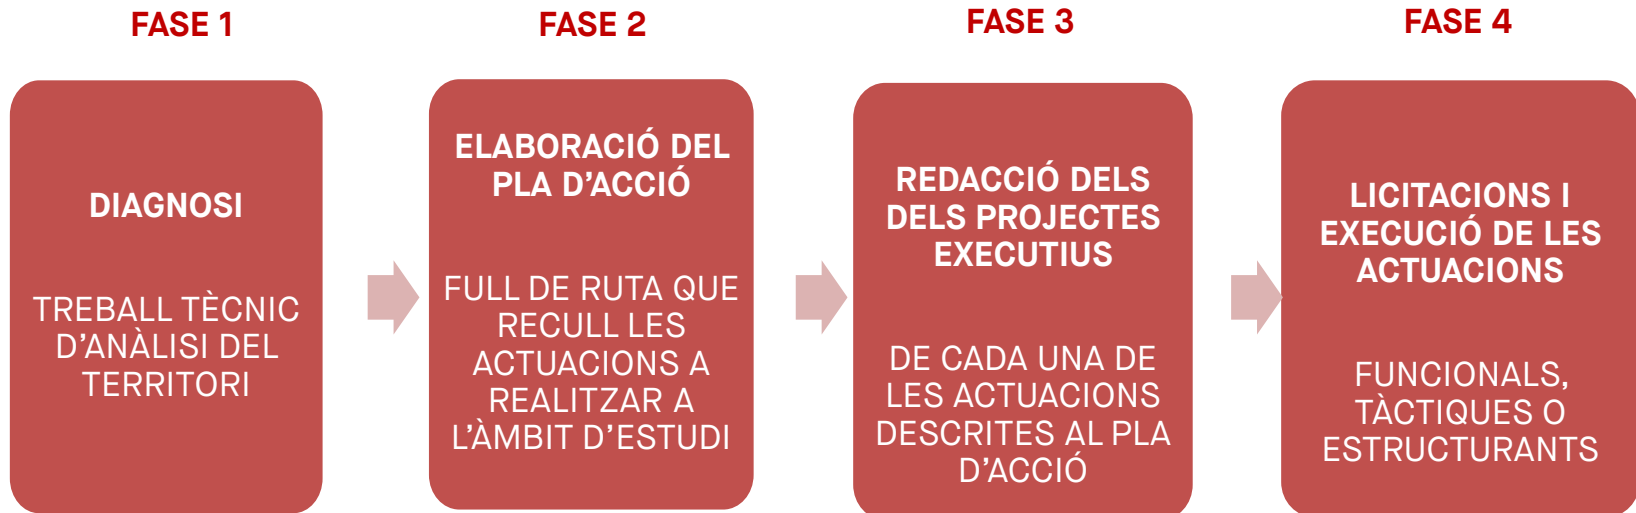 FASE 1
DIAGNOSI
TREBALL TÈCNIC
D’ANÀLISI DEL
TERRITORI
FASE 2
ELABORACIÓ DEL
PLA D’ACCIÓ
FULL DE RUTA QUE
RECULL LES
ACTUACIONS A
REALITZAR A
L’ÀMBIT D’ESTUDI
FASE 3
REDACCIÓ DELS
DELS PROJECTES
EXECUTIUS
DE CADA UNA DE
LES ACTUACIONS
DESCRITES AL PLA
D’ACCIÓ
FASE 4
LICITACIONS I
EXECUCIÓ DE LES
ACTUACIONS
FUNCIONALS,
TÀCTIQUES O
ESTRUCTURANTS